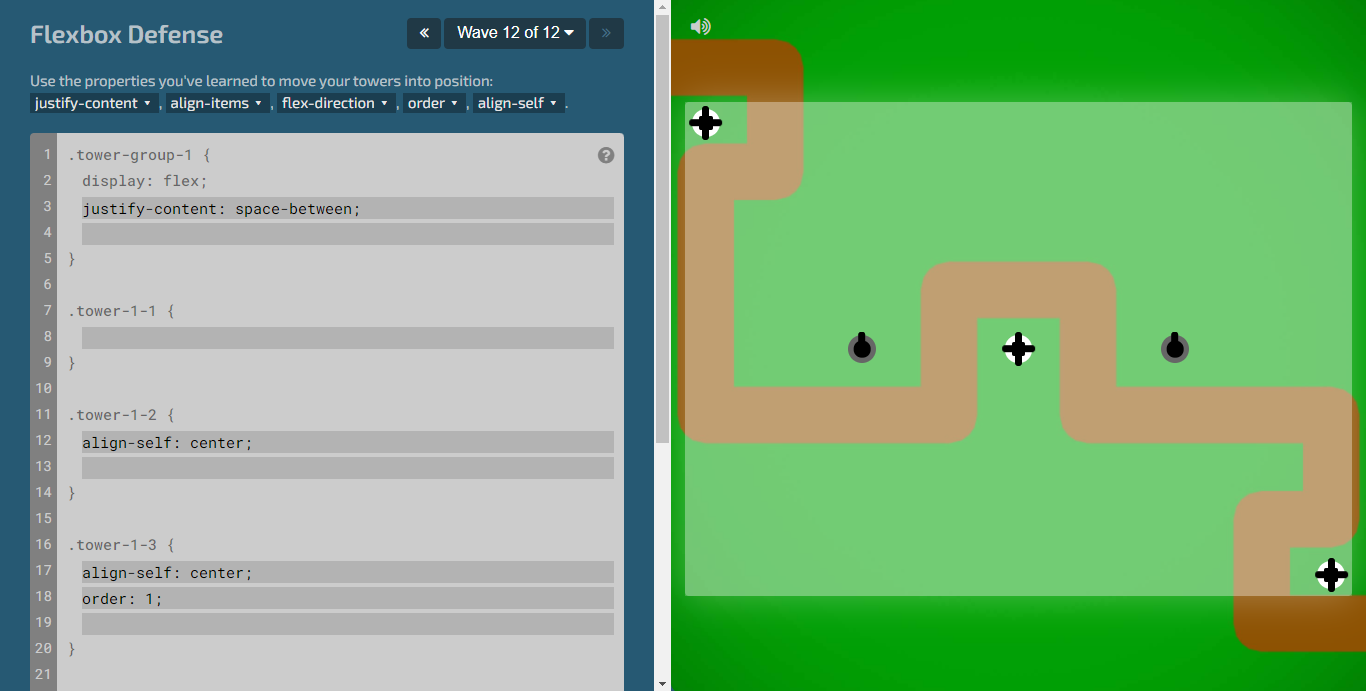 Flexbox Defense
« Wave 12 of 12 »
Use the properties you've learned to move your towers into position:
justify-content , align-items , flex-direction , order , align-self .
1 .tower-group-1 { ?
2 display: flex;
3 justify-content: space-between;
4
5 }
6
7 .tower-1-1 {
8
9 }
10
11 .tower-1-2 {
12 align-self: center;
13
14 }
15
16 .tower-1-3 {
17 align-self: center;
18 order: 1;
19
20 }
21